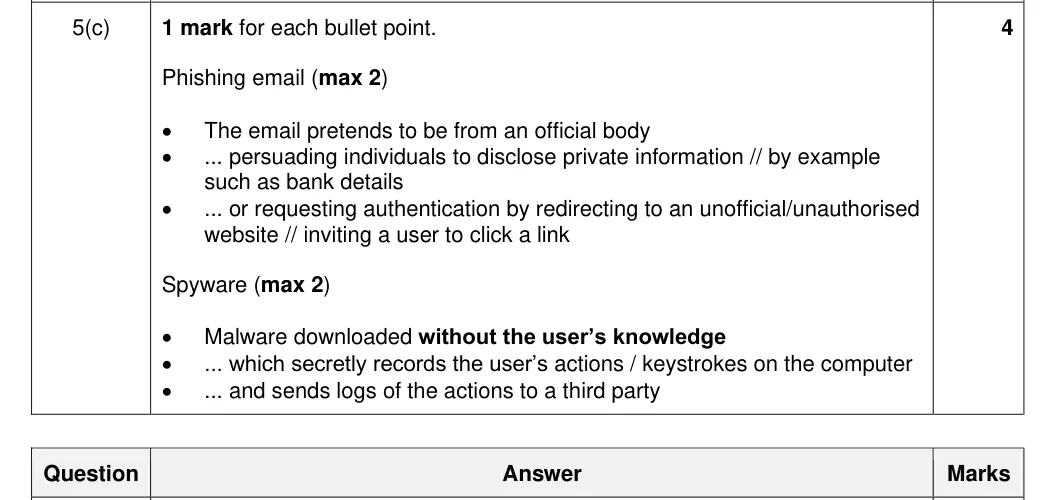 5(c) 1 mark for each bullet point. 4
Phishing email (max 2)
• The email pretends to be from an official body
• ... persuading individuals to disclose private information // by example
such as bank details
• ... or requesting authentication by redirecting to an unofficial/unauthorised
website // inviting a user to click a link
Spyware (max 2)
• Malware downloaded without the user’s knowledge
• ... which secretly records the user’s actions / keystrokes on the computer
• ... and sends logs of the actions to a third party
Question Answer Marks